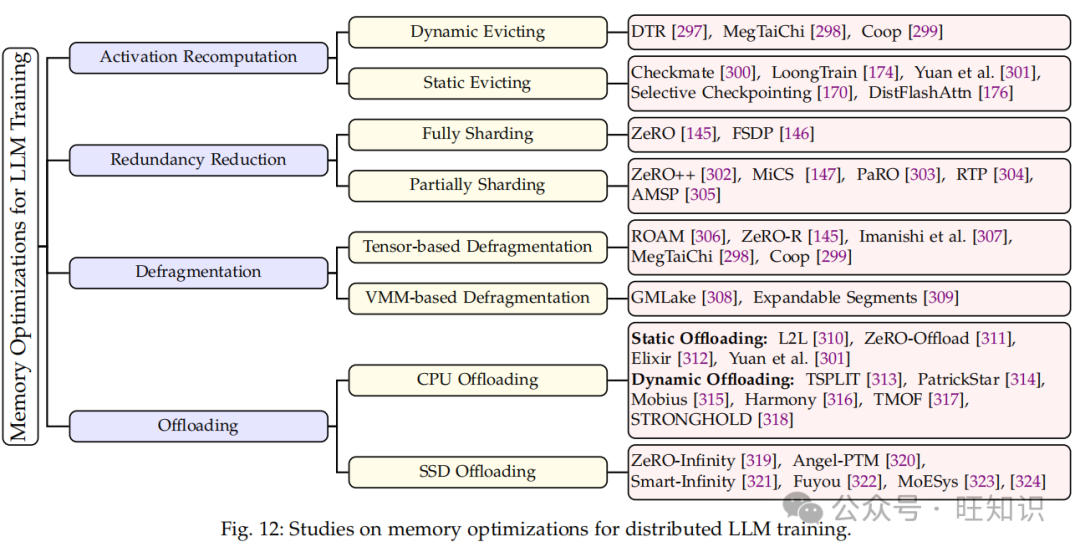 Memory Optimizations for LLM Training
Activation Recomputation
Dynamic Evicting
DTR [297], MegTaiChi [298], Coop [299]
Static Evicting
Checkmate [300], LoongTrain [174], Yuan et al. [301],
Selective Checkpointing [170], DistFlashAttn [176]
Redundancy Reduction
Fully Sharding
ZeRO [145], FSDP [146]
Partially Sharding
ZeRO++ [302], MiCS [147], PaRO [303], RTP [304],
AMSP [305]
Defragmentation
Tensor-based Defragmentation
ROAM [306], ZeRO-R [145], Imanishi et al. [307],
MegTaiChi [298], Coop [299]
VMM-based Defragmentation
GMLake [308], Expandable Segments [309]
Offloading
CPU Offloading
Static Offloading: L2L [310], ZeRO-Offload [311],
Elixir [312], Yuan et al. [301]
Dynamic Offloading: TSPLIT [313], PatrickStar [314],
Mobius [315], Harmony [316], TMOF [317],
STRONGHOLD [318]
SSD Offloading
ZeRO-Infinity [319], Angel-PTM [320],
Smart-Infinity [321], Fuyou [322], MoESys [323], [324]
公众号 · 旺知识
Fig. 12: Studies on memory optimizations for distributed LLM training.